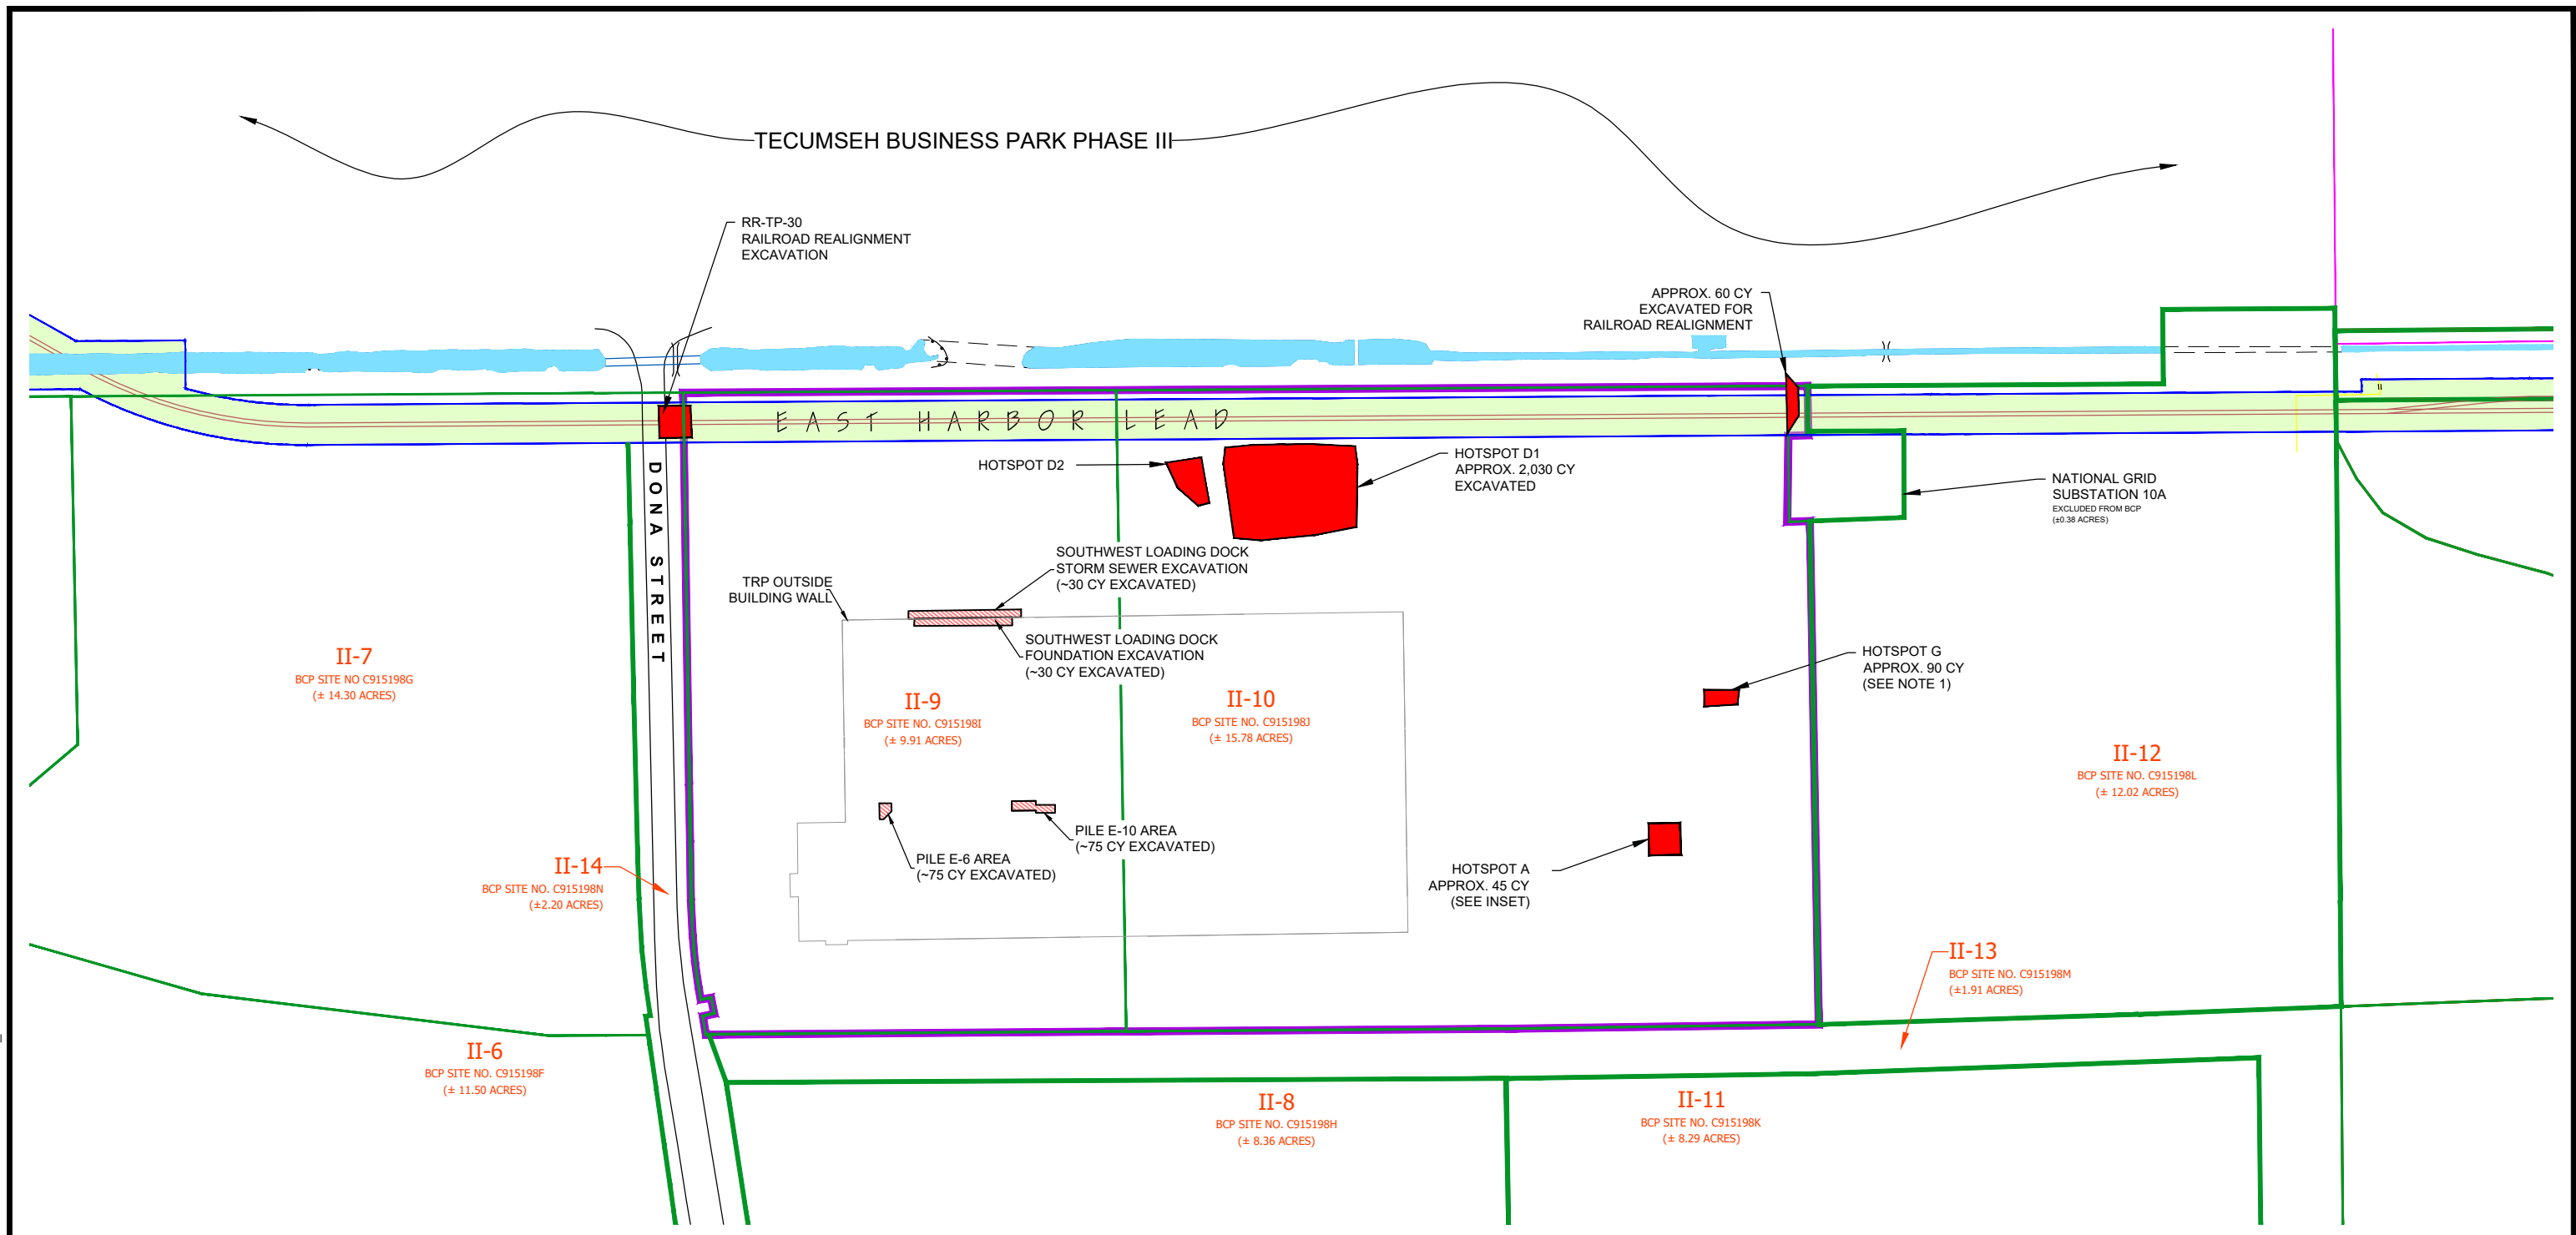 TECUMSEH BUSINESS PARK PHASE III
RR-TP-30
RAILROAD REALIGNMENT
EXCAVATION
APPROX. 60 CY
EXCAVATED FOR
RAILROAD REALIGNMENT
EAST HARBOR LEAD
HOTSPOT D2
HOTSPOT D1
APPROX. 2,030 CY
EXCAVATED
NATIONAL GRID
SUBSTATION 10A
EXCLUDED FROM BCP
(±0.38 ACRES)
DONA STREET
SOUTHWEST LOADING DOCK
STORM SEWER EXCAVATION
(~30 CY EXCAVATED)
TRP OUTSIDE
BUILDING WALL
SOUTHWEST LOADING DOCK
FOUNDATION EXCAVATION
(~30 CY EXCAVATED)
HOTSPOT G
APPROX. 90 CY
(SEE NOTE 1)
II-7
BCP SITE NO C915198G
(± 14.30 ACRES)
II-9
BCP SITE NO. C915198I
(± 9.91 ACRES)
II-10
BCP SITE NO. C915198J
(± 15.78 ACRES)
II-12
BCP SITE NO. C915198L
(± 12.02 ACRES)
PILE E-10 AREA
(~75 CY EXCAVATED)
PILE E-6 AREA
(~75 CY EXCAVATED)
II-14
BCP SITE NO. C915198N
(±2.20 ACRES)
HOTSPOT A
APPROX. 45 CY
(SEE INSET)
II-13
BCP SITE NO. C915198M
(±1.91 ACRES)
II-6
BCP SITE NO. C915198F
(± 11.50 ACRES)
II-8
BCP SITE NO. C915198H
(± 8.36 ACRES)
II-11
BCP SITE NO. C915198K
(± 8.29 ACRES)